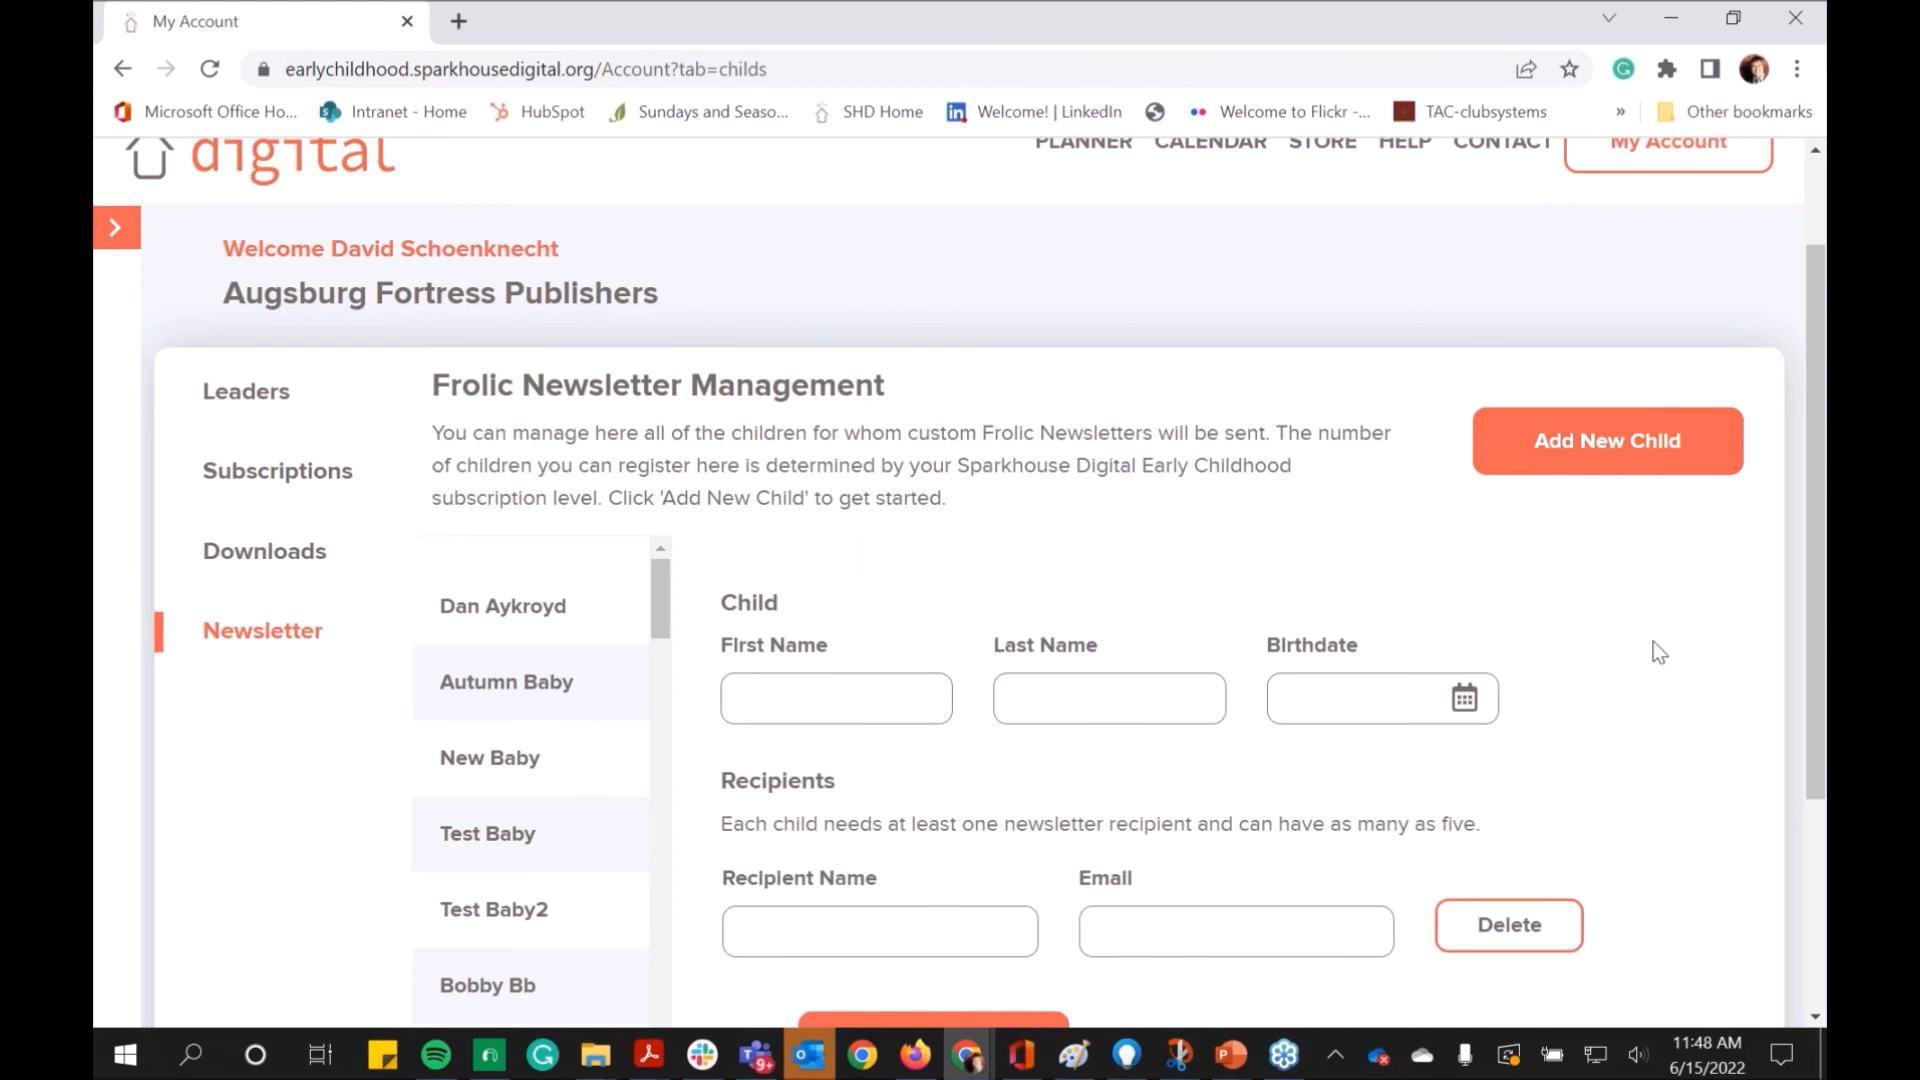 My Account
earlychildhood.sparkhousedigital.org/Account?tab=childs
Microsoft Office Ho... Intranet - Home HubSpot Sundays and Seaso... SHD Home Welcome! | LinkedIn Welcome to Flickr -... TAC-clubsystems » Other bookmarks
digital PLANNER CALENDAR STORE HELP CONTACT My Account
Welcome David Schoenknecht
Augsburg Fortress Publishers
Leaders
Subscriptions
Downloads
Newsletter
Frolic Newsletter Management
You can manage here all of the children for whom custom Frolic Newsletters will be sent. The number
of children you can register here is determined by your Sparkhouse Digital Early Childhood
subscription level. Click 'Add New Child' to get started.
Add New Child
Dan Aykroyd
Autumn Baby
New Baby
Test Baby
Test Baby2
Bobby Bb
Child
First Name Last Name Birthdate
Recipients
Each child needs at least one newsletter recipient and can have as many as five.
Recipient Name Email
Delete
9+
11:48 AM
6/15/2022